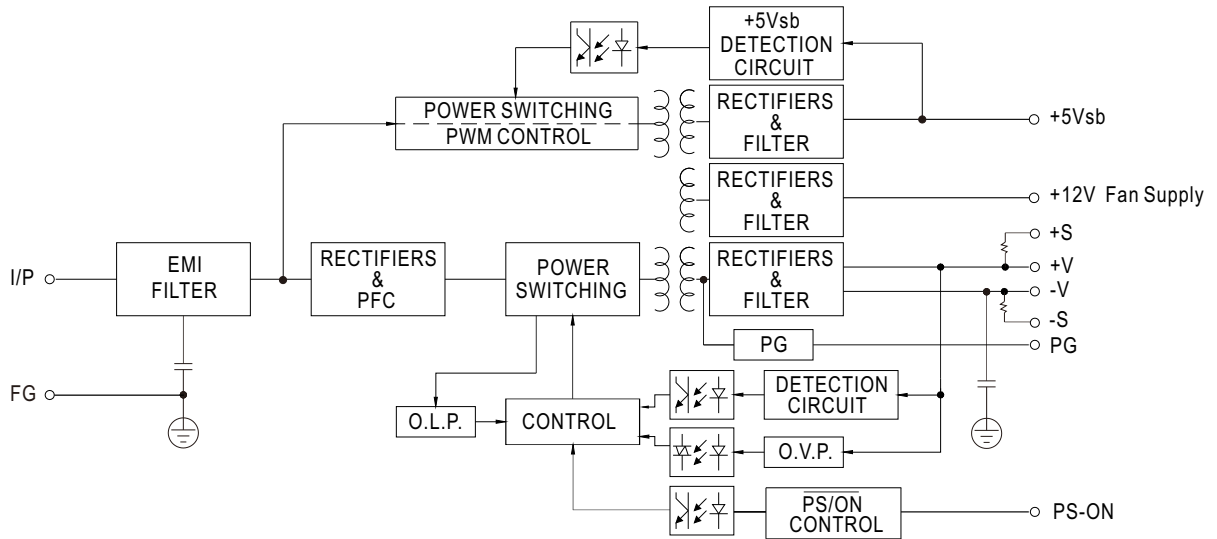 +5Vsb
DETECTION
CIRCUIT
POWER SWITCHING
PWM CONTROL
RECTIFIERS
&
FILTER
+5Vsb
RECTIFIERS
&
FILTER
+12V Fan Supply
I/P
EMI
FILTER
RECTIFIERS
&
PFC
POWER
SWITCHING
RECTIFIERS
&
FILTER
+S
+V
-V
-S
PG
PG
FG
O.L.P.
CONTROL
DETECTION
CIRCUIT
O.V.P.
PS/ON
CONTROL
PS-ON